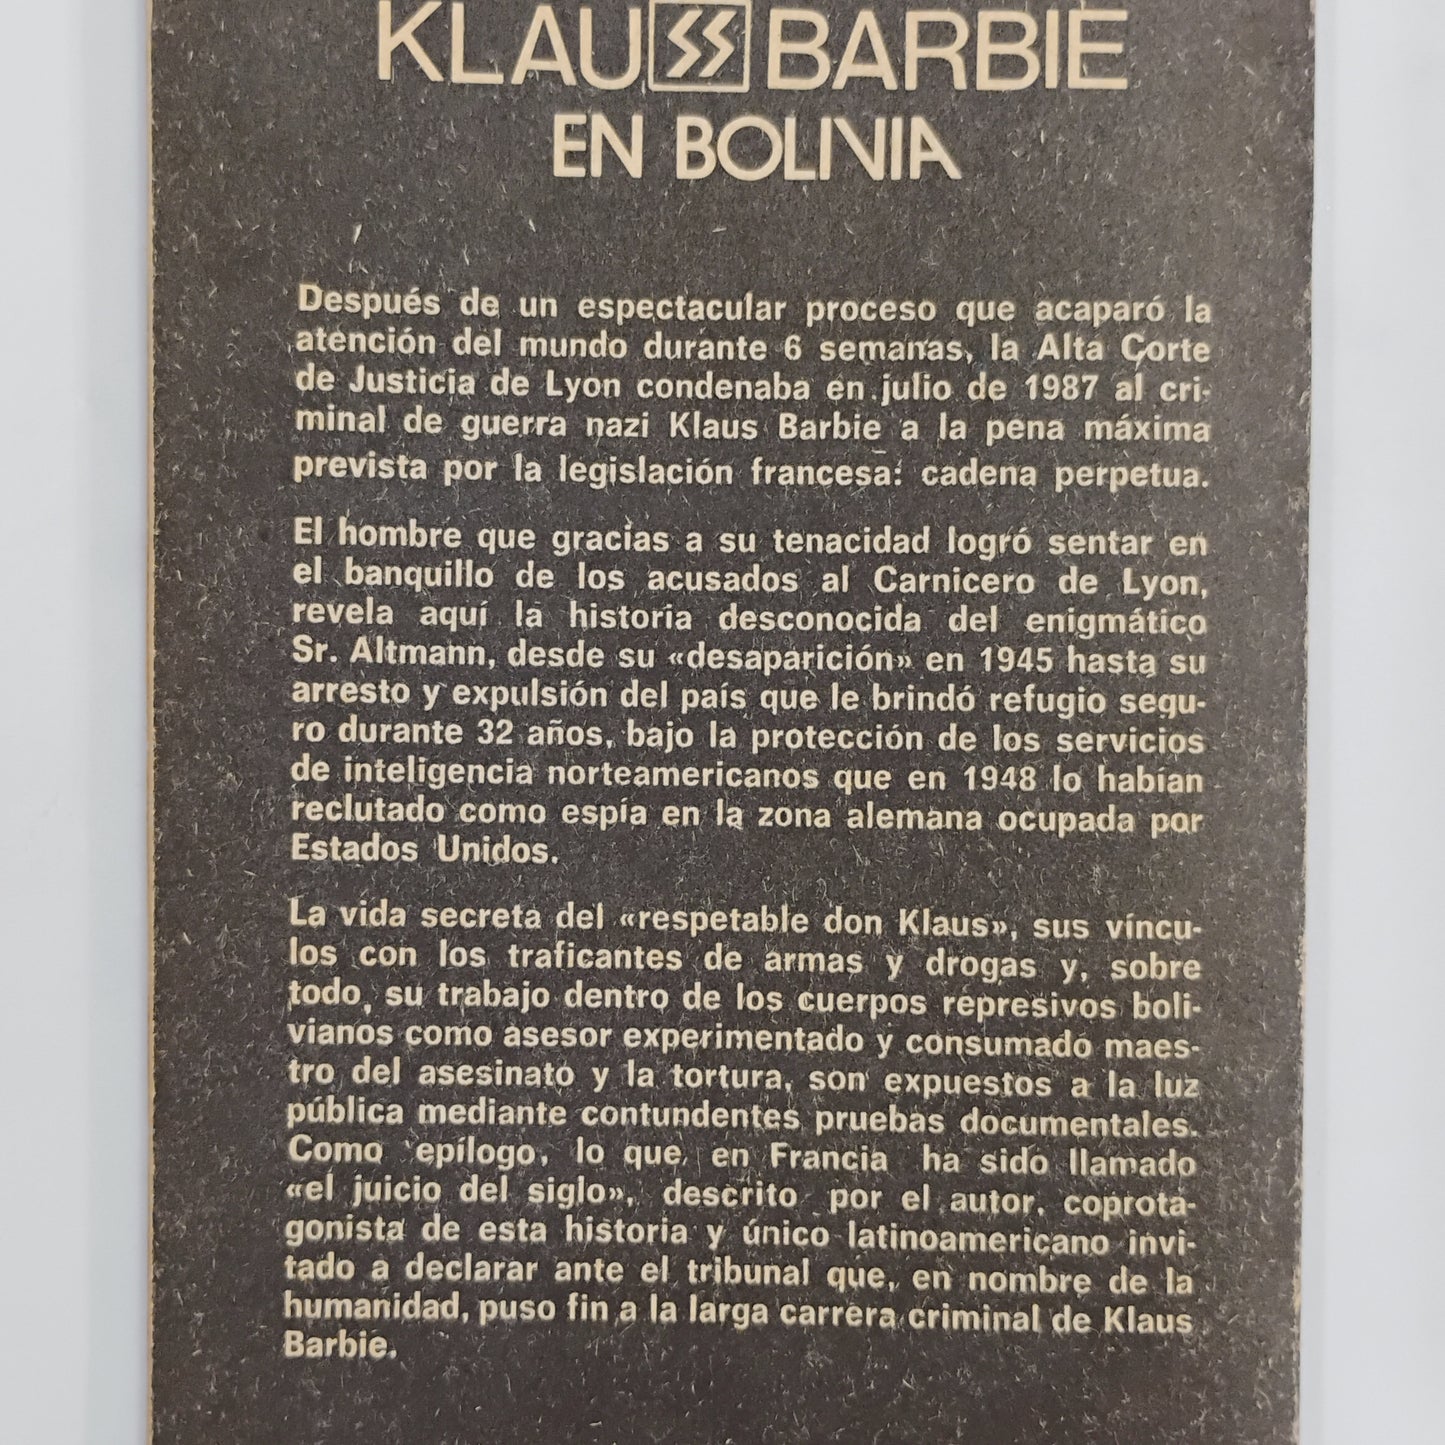 KLAUSS BARBIE
EN BOLIVIA
Después de un espectacular proceso que acaparó la
atención del mundo durante 6 semanas, la Alta Corte
de Justicia de Lyon condenaba en julio de 1987 al cri-
minal de guerra nazi Klaus Barbie a la pena máxima
prevista por la legislación francesa: cadena perpetua.
El hombre que gracias a su tenacidad logró sentar en
el banquillo de los acusados al Carnicero de Lyon,
revela aquí la historia desconocida del enigmático
Sr. Altmann, desde su «desaparición» en 1945 hasta su
arresto y expulsión del país que le brindó refugio segu-
ro durante 32 años, bajo la protección de los servicios
de inteligencia norteamericanos que en 1948 lo habían
reclutado como espía en la zona alemana ocupada por
Estados Unidos.
La vida secreta del «respetable don Klaus», sus víncu-
los con los traficantes de armas y drogas y, sobre
todo, su trabajo dentro de los cuerpos represivos boli-
vianos como asesor experimentado y consumado maes-
tro del asesinato y la tortura, son expuestos a la luz
pública mediante contundentes pruebas documentales.
Como epílogo, lo que en Francia ha sido llamado
«el juicio del siglo», descrito por el autor, coprota-
gonista de esta historia y único latinoamericano invi-
tado a declarar ante el tribunal que, en nombre de la
humanidad, puso fin a la larga carrera criminal de Klaus
Barbie.